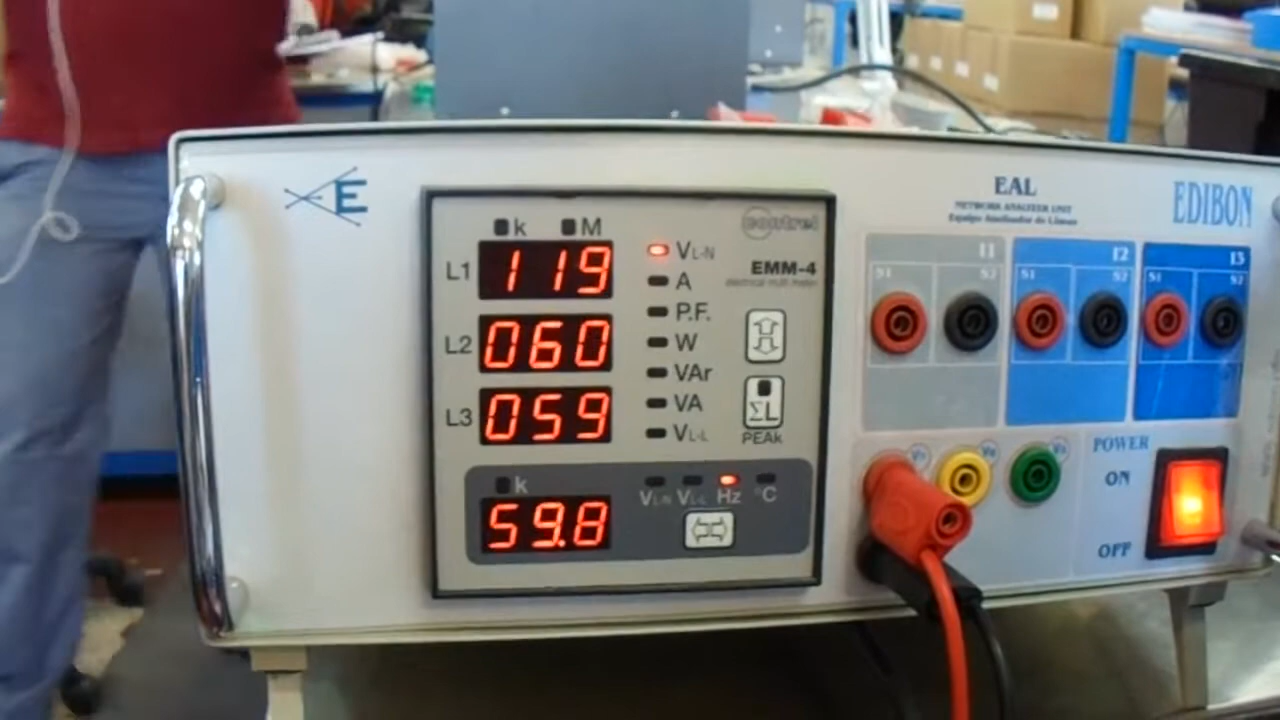 E
k M
L1 119
L2 060
L3 059
VL-N
A
P.F.
W
VAr
VA
VL-L
contrel
EMM-4
electrical multi meter
ΣL
PEAk
k
59.8
VL-N VL-L Hz °C
EAL
NETWORK ANALYZER UNIT
Equipo Analizador de Líneas
EDIBON
I1
S1 S2
I2
S1 S2
I3
S1 S2
POWER
ON
OFF